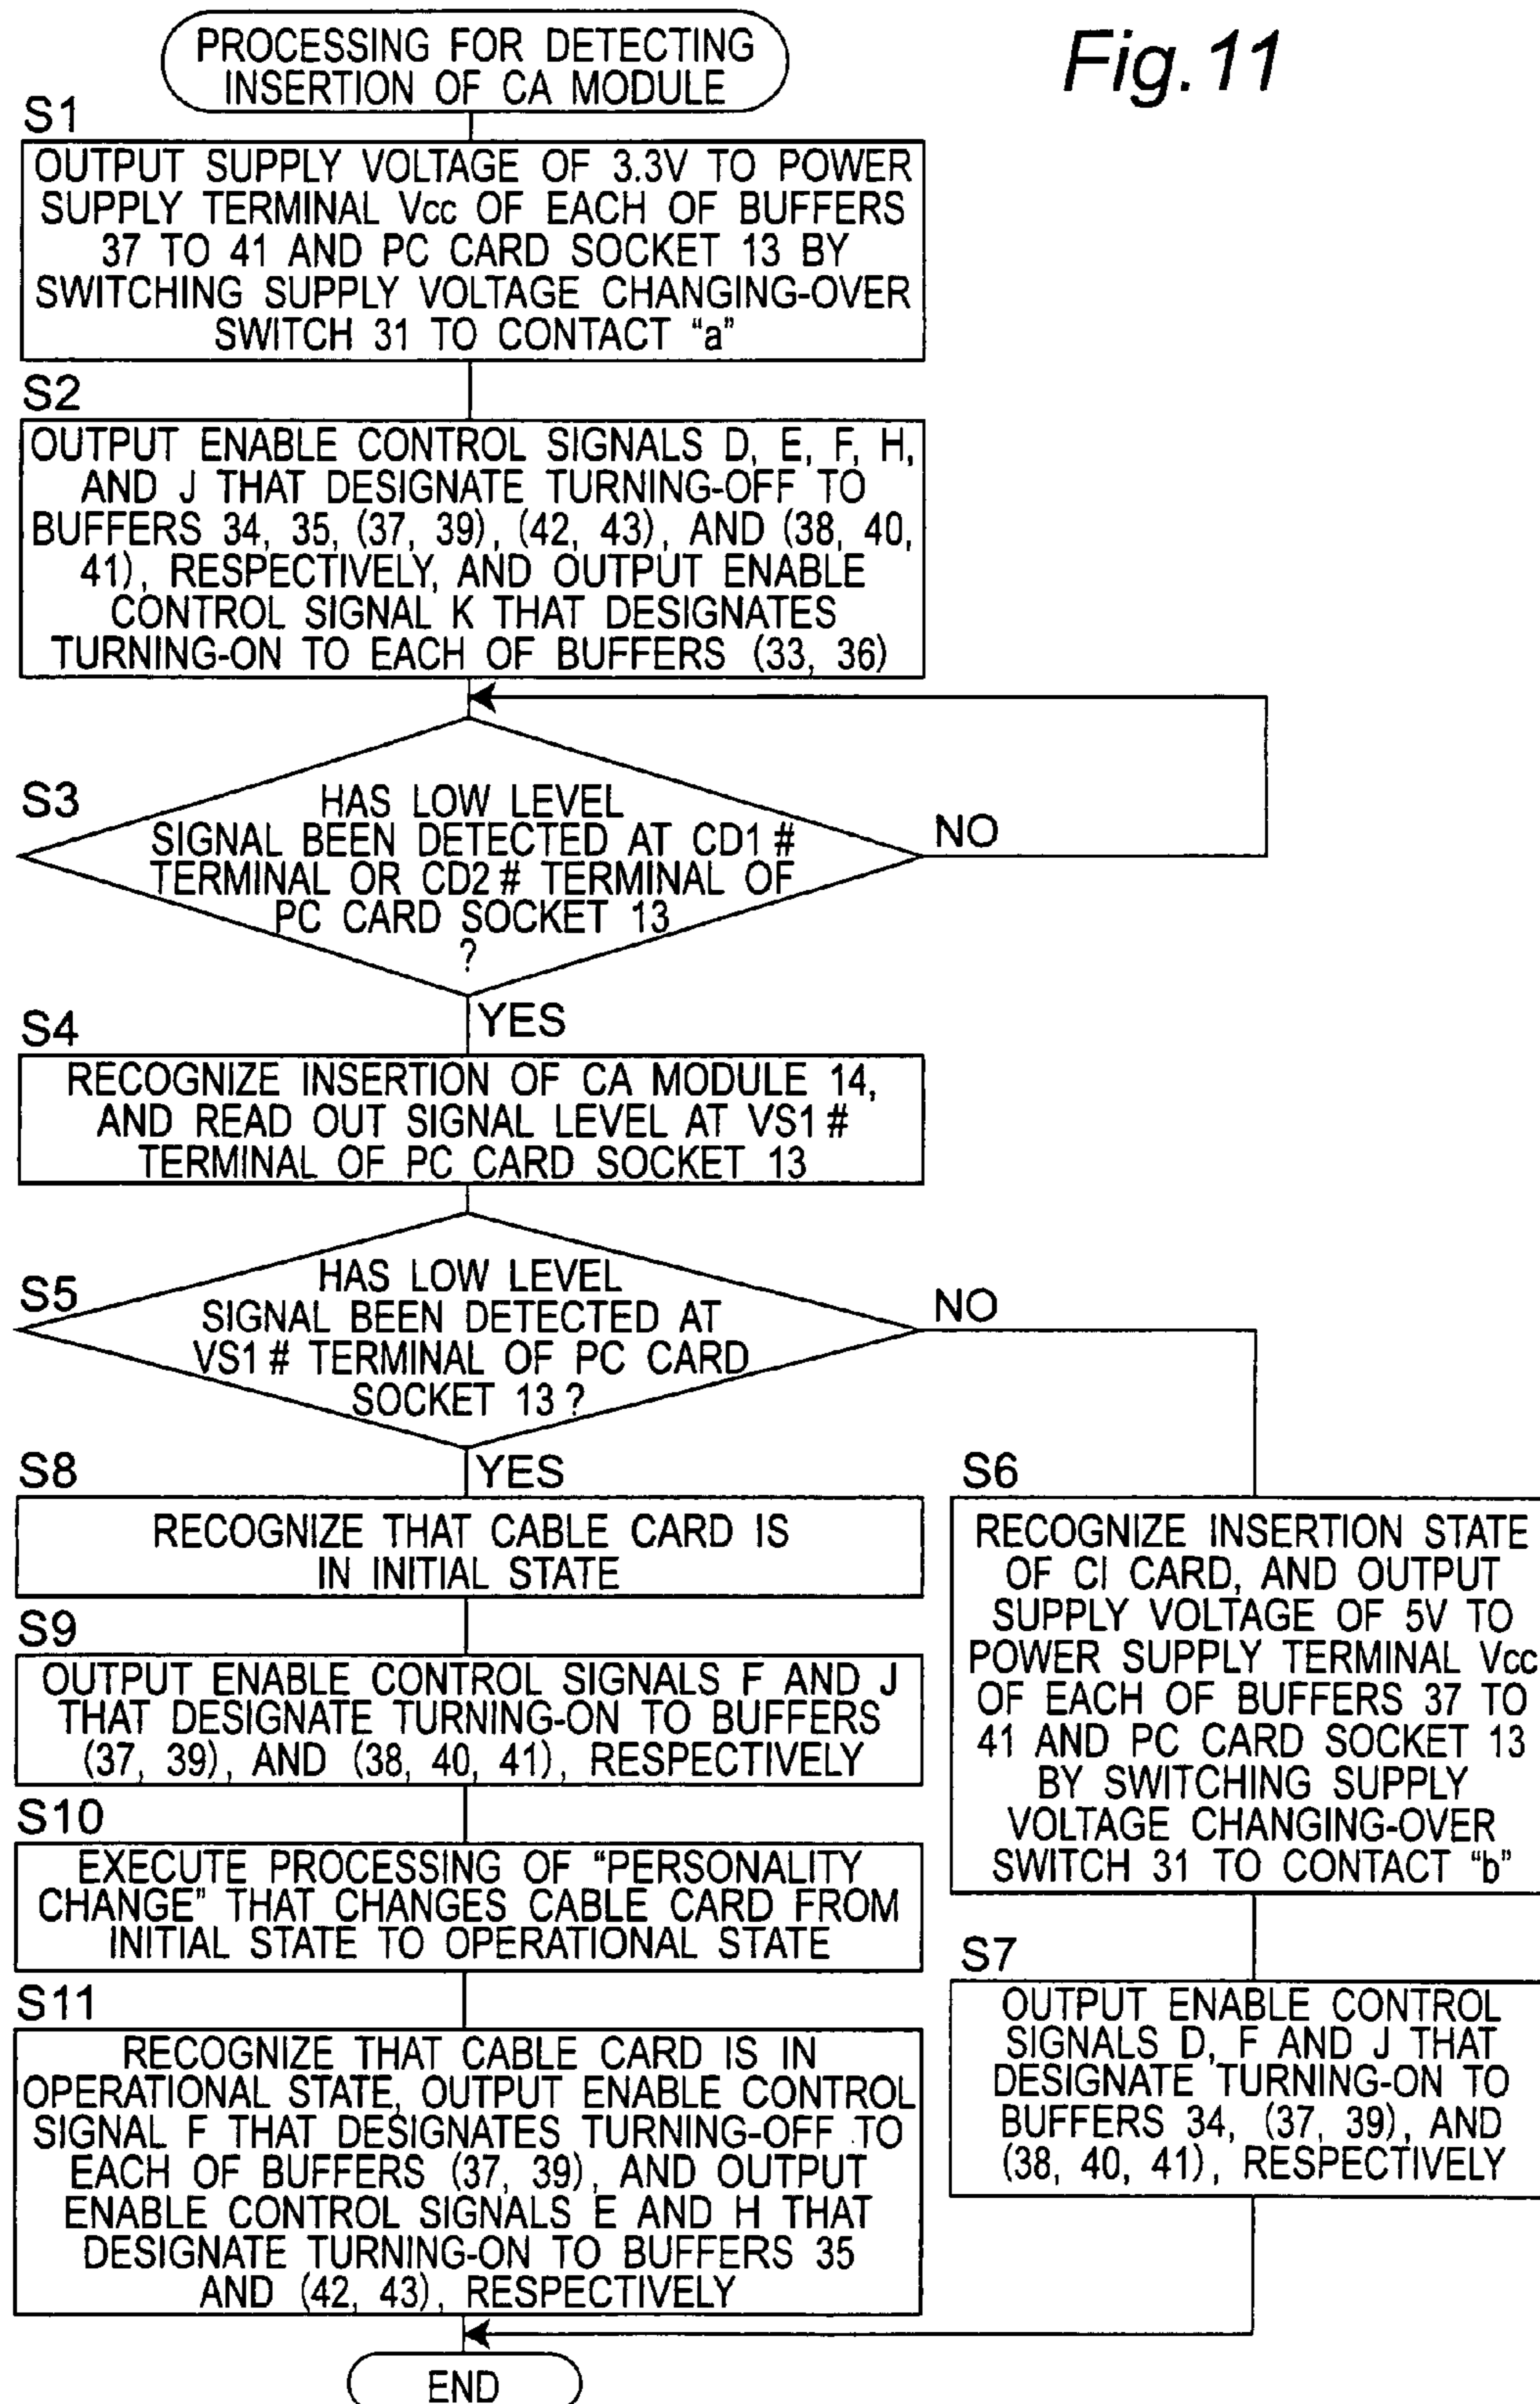 Fig.11
PROCESSING FOR DETECTING
INSERTION OF CA MODULE
S1
OUTPUT SUPPLY VOLTAGE OF 3.3V TO POWER
SUPPLY TERMINAL Vcc OF EACH OF BUFFERS
37 TO 41 AND PC CARD SOCKET 13 BY
SWITCHING SUPPLY VOLTAGE CHANGING-OVER
SWITCH 31 TO CONTACT “a”
S2
OUTPUT ENABLE CONTROL SIGNALS D, E, F, H,
AND J THAT DESIGNATE TURNING-OFF TO
BUFFERS 34, 35, (37, 39), (42, 43), AND (38, 40,
41), RESPECTIVELY, AND OUTPUT ENABLE
CONTROL SIGNAL K THAT DESIGNATES
TURNING-ON TO EACH OF BUFFERS (33, 36)
S3
HAS LOW LEVEL
SIGNAL BEEN DETECTED AT CD1#
TERMINAL OR CD2# TERMINAL OF
PC CARD SOCKET 13
?
NO
YES
S4
RECOGNIZE INSERTION OF CA MODULE 14,
AND READ OUT SIGNAL LEVEL AT VS1#
TERMINAL OF PC CARD SOCKET 13
S5
HAS LOW LEVEL
SIGNAL BEEN DETECTED AT
VS1# TERMINAL OF PC CARD
SOCKET 13?
NO
YES
S8
RECOGNIZE THAT CABLE CARD IS
IN INITIAL STATE
S9
OUTPUT ENABLE CONTROL SIGNALS F AND J
THAT DESIGNATE TURNING-ON TO BUFFERS
(37, 39), AND (38, 40, 41), RESPECTIVELY
S10
EXECUTE PROCESSING OF “PERSONALITY
CHANGE” THAT CHANGES CABLE CARD FROM
INITIAL STATE TO OPERATIONAL STATE
S11
RECOGNIZE THAT CABLE CARD IS IN
OPERATIONAL STATE, OUTPUT ENABLE CONTROL
SIGNAL F THAT DESIGNATES TURNING-OFF TO
EACH OF BUFFERS (37, 39), AND OUTPUT
ENABLE CONTROL SIGNALS E AND H THAT
DESIGNATE TURNING-ON TO BUFFERS 35
AND (42, 43), RESPECTIVELY
S6
RECOGNIZE INSERTION STATE
OF CI CARD, AND OUTPUT
SUPPLY VOLTAGE OF 5V TO
POWER SUPPLY TERMINAL Vcc
OF EACH OF BUFFERS 37 TO
41 AND PC CARD SOCKET 13
BY SWITCHING SUPPLY
VOLTAGE CHANGING-OVER
SWITCH 31 TO CONTACT “b”
S7
OUTPUT ENABLE CONTROL
SIGNALS D, F AND J THAT
DESIGNATE TURNING-ON TO
BUFFERS 34, (37, 39), AND
(38, 40, 41), RESPECTIVELY
END